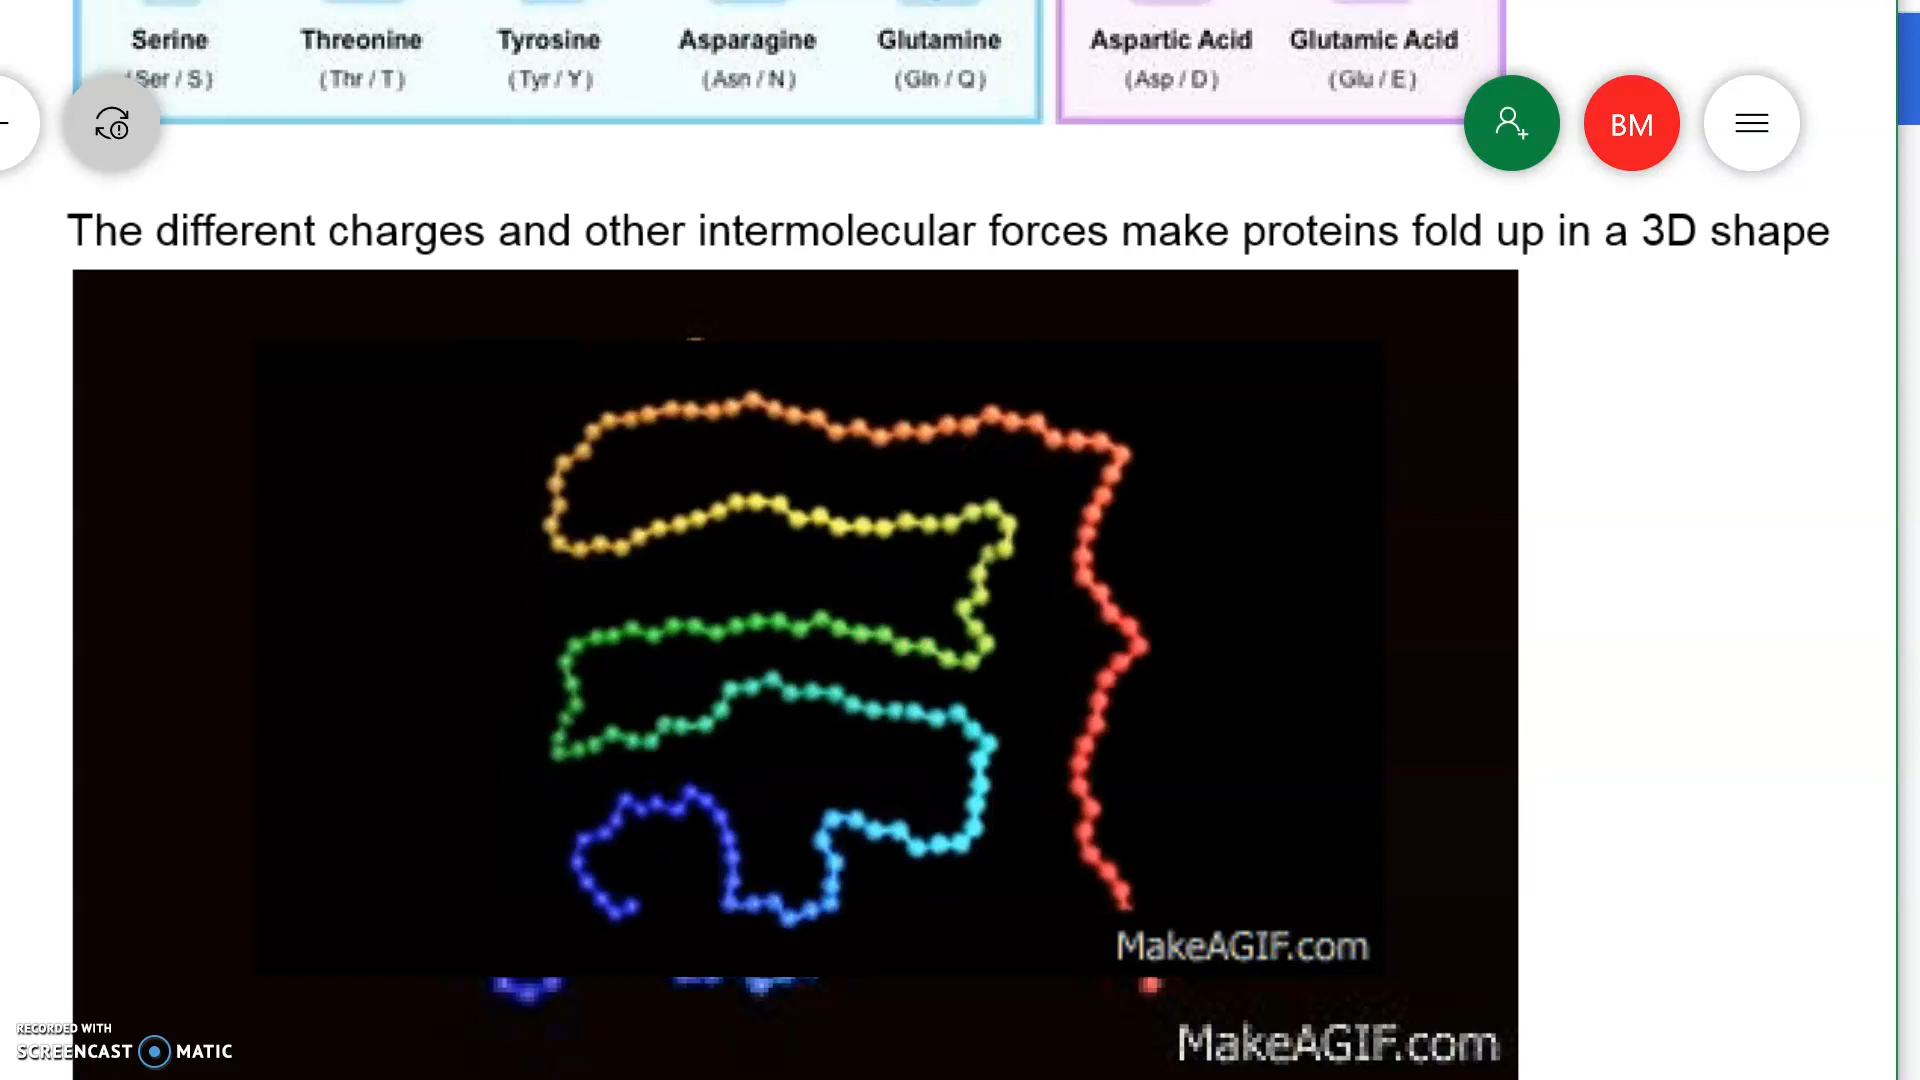 Serine Threonine Tyrosine Asparagine Glutamine Aspartic Acid Glutamic Acid
(Ser / S) (Thr / T) (Tyr / Y) (Asn / N) (Gln / Q) (Asp / D) (Glu / E)
BM
The different charges and other intermolecular forces make proteins fold up in a 3D shape
MakeAGIF.com
RECORDED WITH
SCREENCAST MATIC
MakeAGIF.com